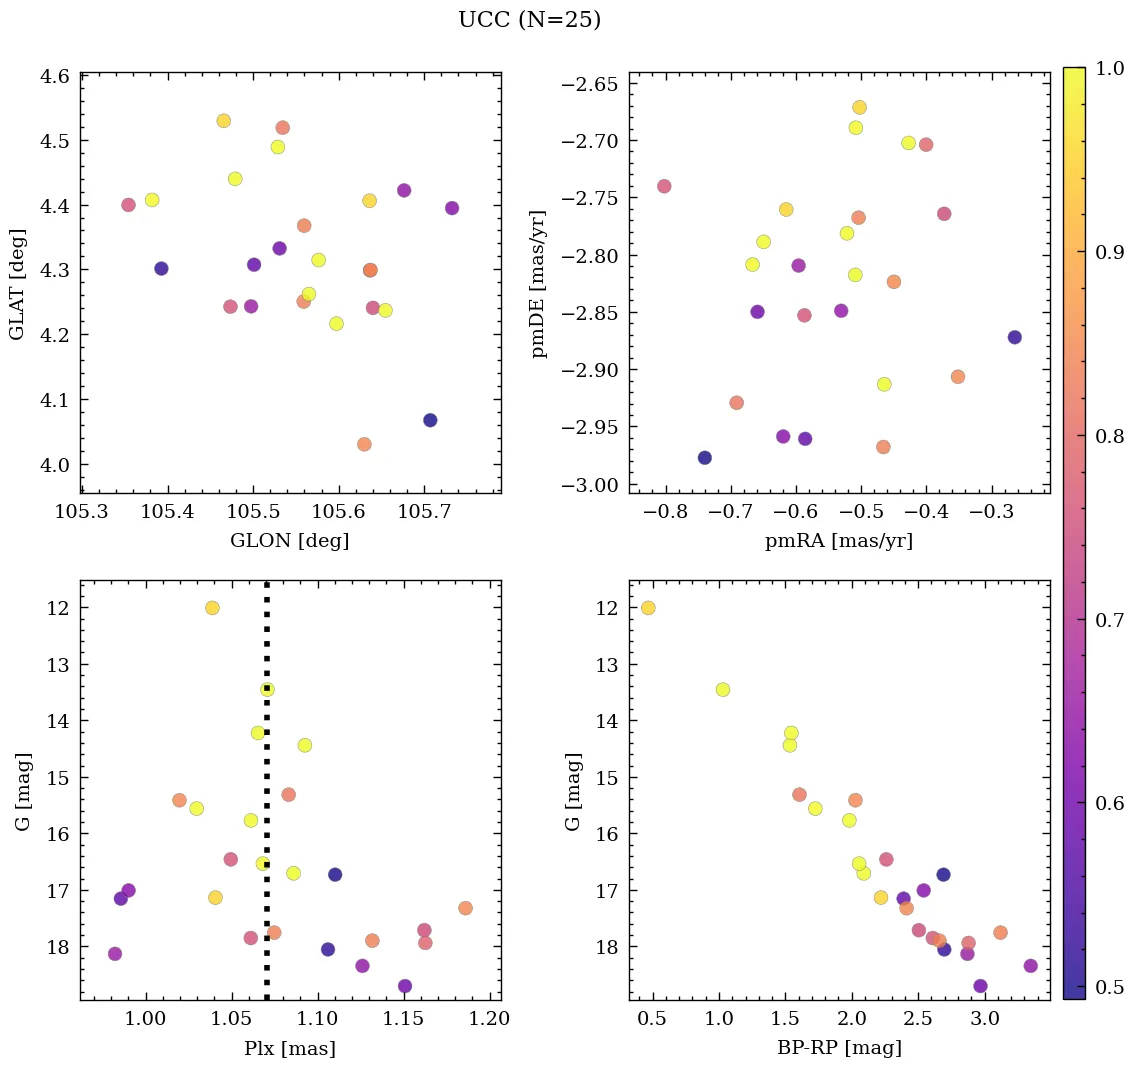 UCC (N=25)
4.6
4.5
4.4
4.3
4.2
4.1
4.0
GLAT [deg]
105.3 105.4 105.5 105.6 105.7
GLON [deg]
−2.65
−2.70
−2.75
−2.80
−2.85
−2.90
−2.95
−3.00
pmDE [mas/yr]
−0.8 −0.7 −0.6 −0.5 −0.4 −0.3
pmRA [mas/yr]
12
13
14
15
16
17
18
G [mag]
1.00 1.05 1.10 1.15 1.20
Plx [mas]
12
13
14
15
16
17
18
G [mag]
0.5 1.0 1.5 2.0 2.5 3.0
BP-RP [mag]
1.0
0.9
0.8
0.7
0.6
0.5